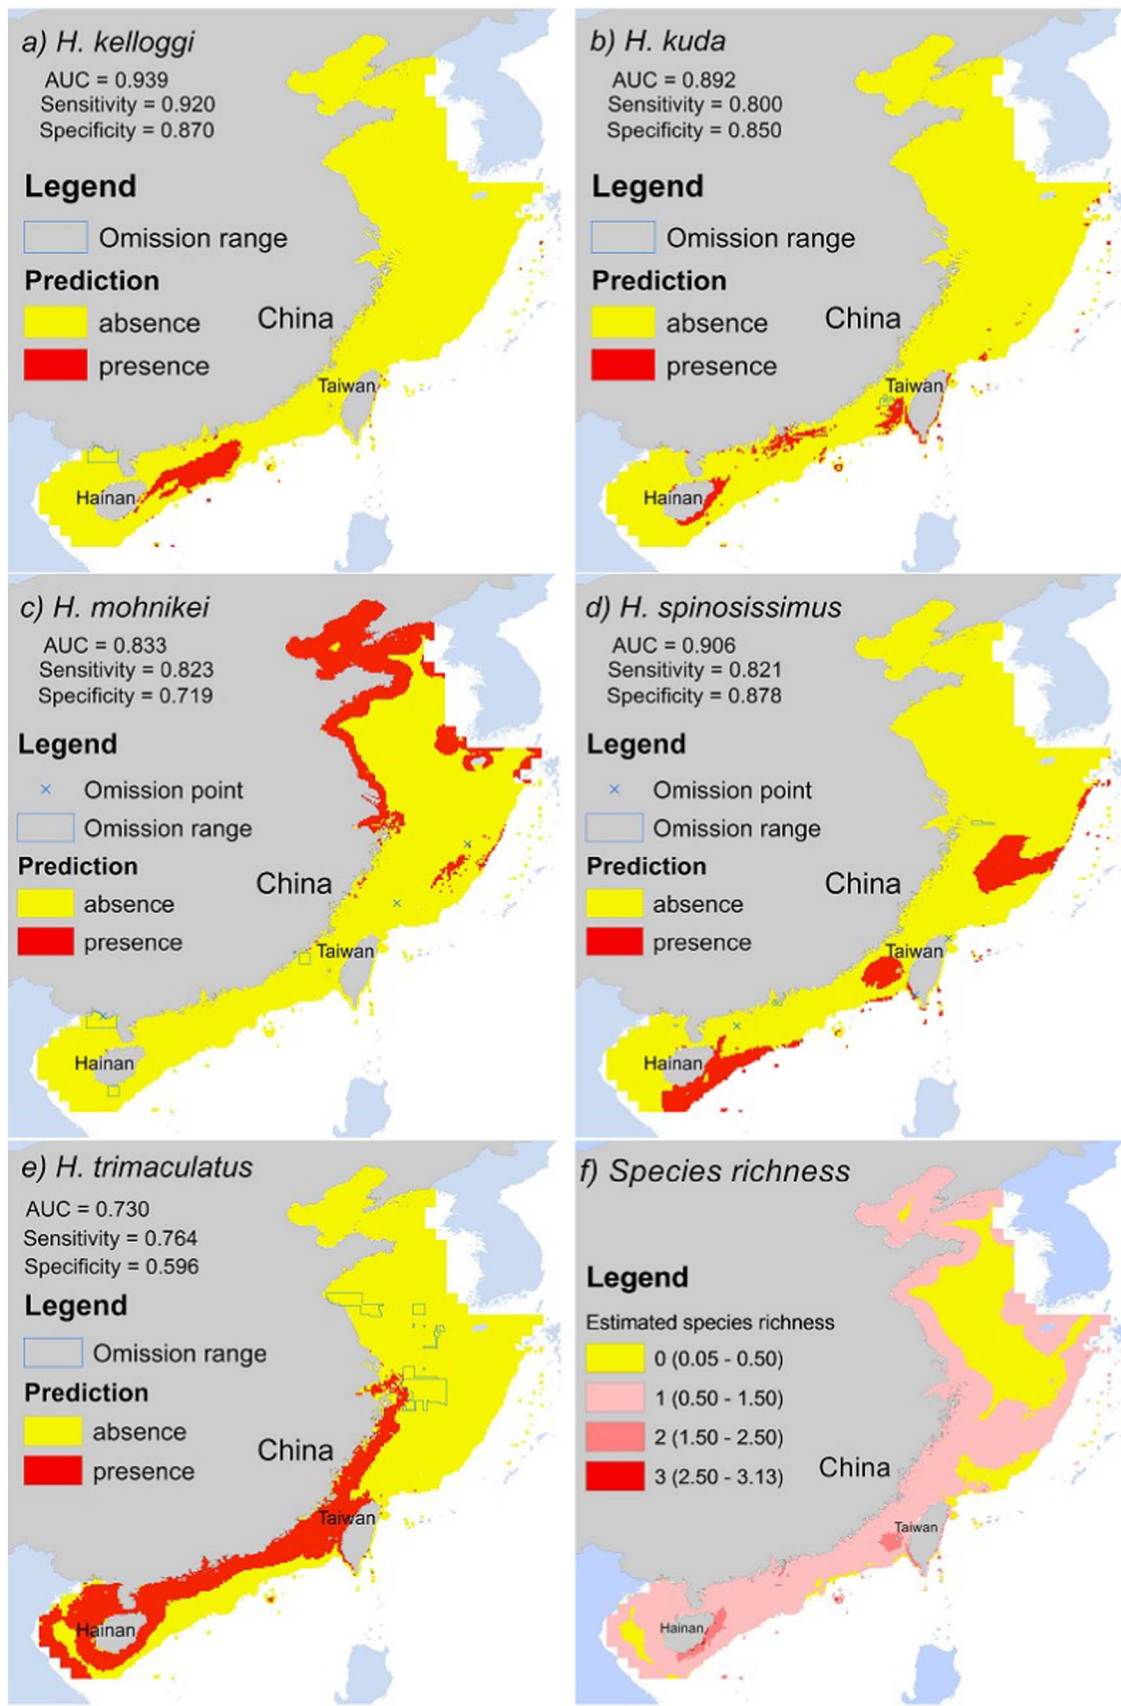 a) H. kelloggi
AUC = 0.939
Sensitivity = 0.920
Specificity = 0.870
Legend
Omission range
Prediction
absence
presence
China
Taiwan
Hainan
b) H. kuda
AUC = 0.892
Sensitivity = 0.800
Specificity = 0.850
Legend
Omission range
Prediction
absence
presence
China
Taiwan
Hainan
c) H. mohnikei
AUC = 0.833
Sensitivity = 0.823
Specificity = 0.719
Legend
Omission point
Omission range
Prediction
absence
presence
China
Taiwan
Hainan
d) H. spinosissimus
AUC = 0.906
Sensitivity = 0.821
Specificity = 0.878
Legend
Omission point
Omission range
Prediction
absence
presence
China
Taiwan
Hainan
e) H. trimaculatus
AUC = 0.730
Sensitivity = 0.764
Specificity = 0.596
Legend
Omission range
Prediction
absence
presence
China
Taiwan
Hainan
f) Species richness
Legend
Estimated species richness
0 (0.05 - 0.50)
1 (0.50 - 1.50)
2 (1.50 - 2.50)
3 (2.50 - 3.13)
China
Taiwan
Hainan